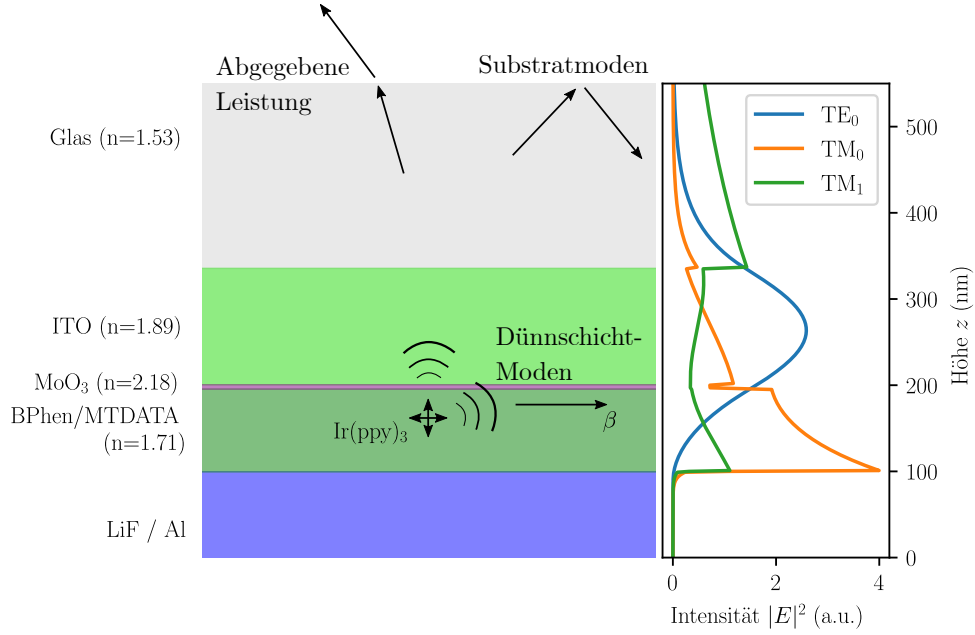 Abgegebene
Leistung
Substratmoden
Glas (n=1.53)
ITO (n=1.89)
MoO₃ (n=2.18)
BPhen/MTDATA
(n=1.71)
LiF / Al
Dünnschicht-
Moden
Ir(ppy)₃
β
TE₀
TM₀
TM₁
500
400
300
200
100
0
Höhe z (nm)
0 2 4
Intensität |E|² (a.u.)